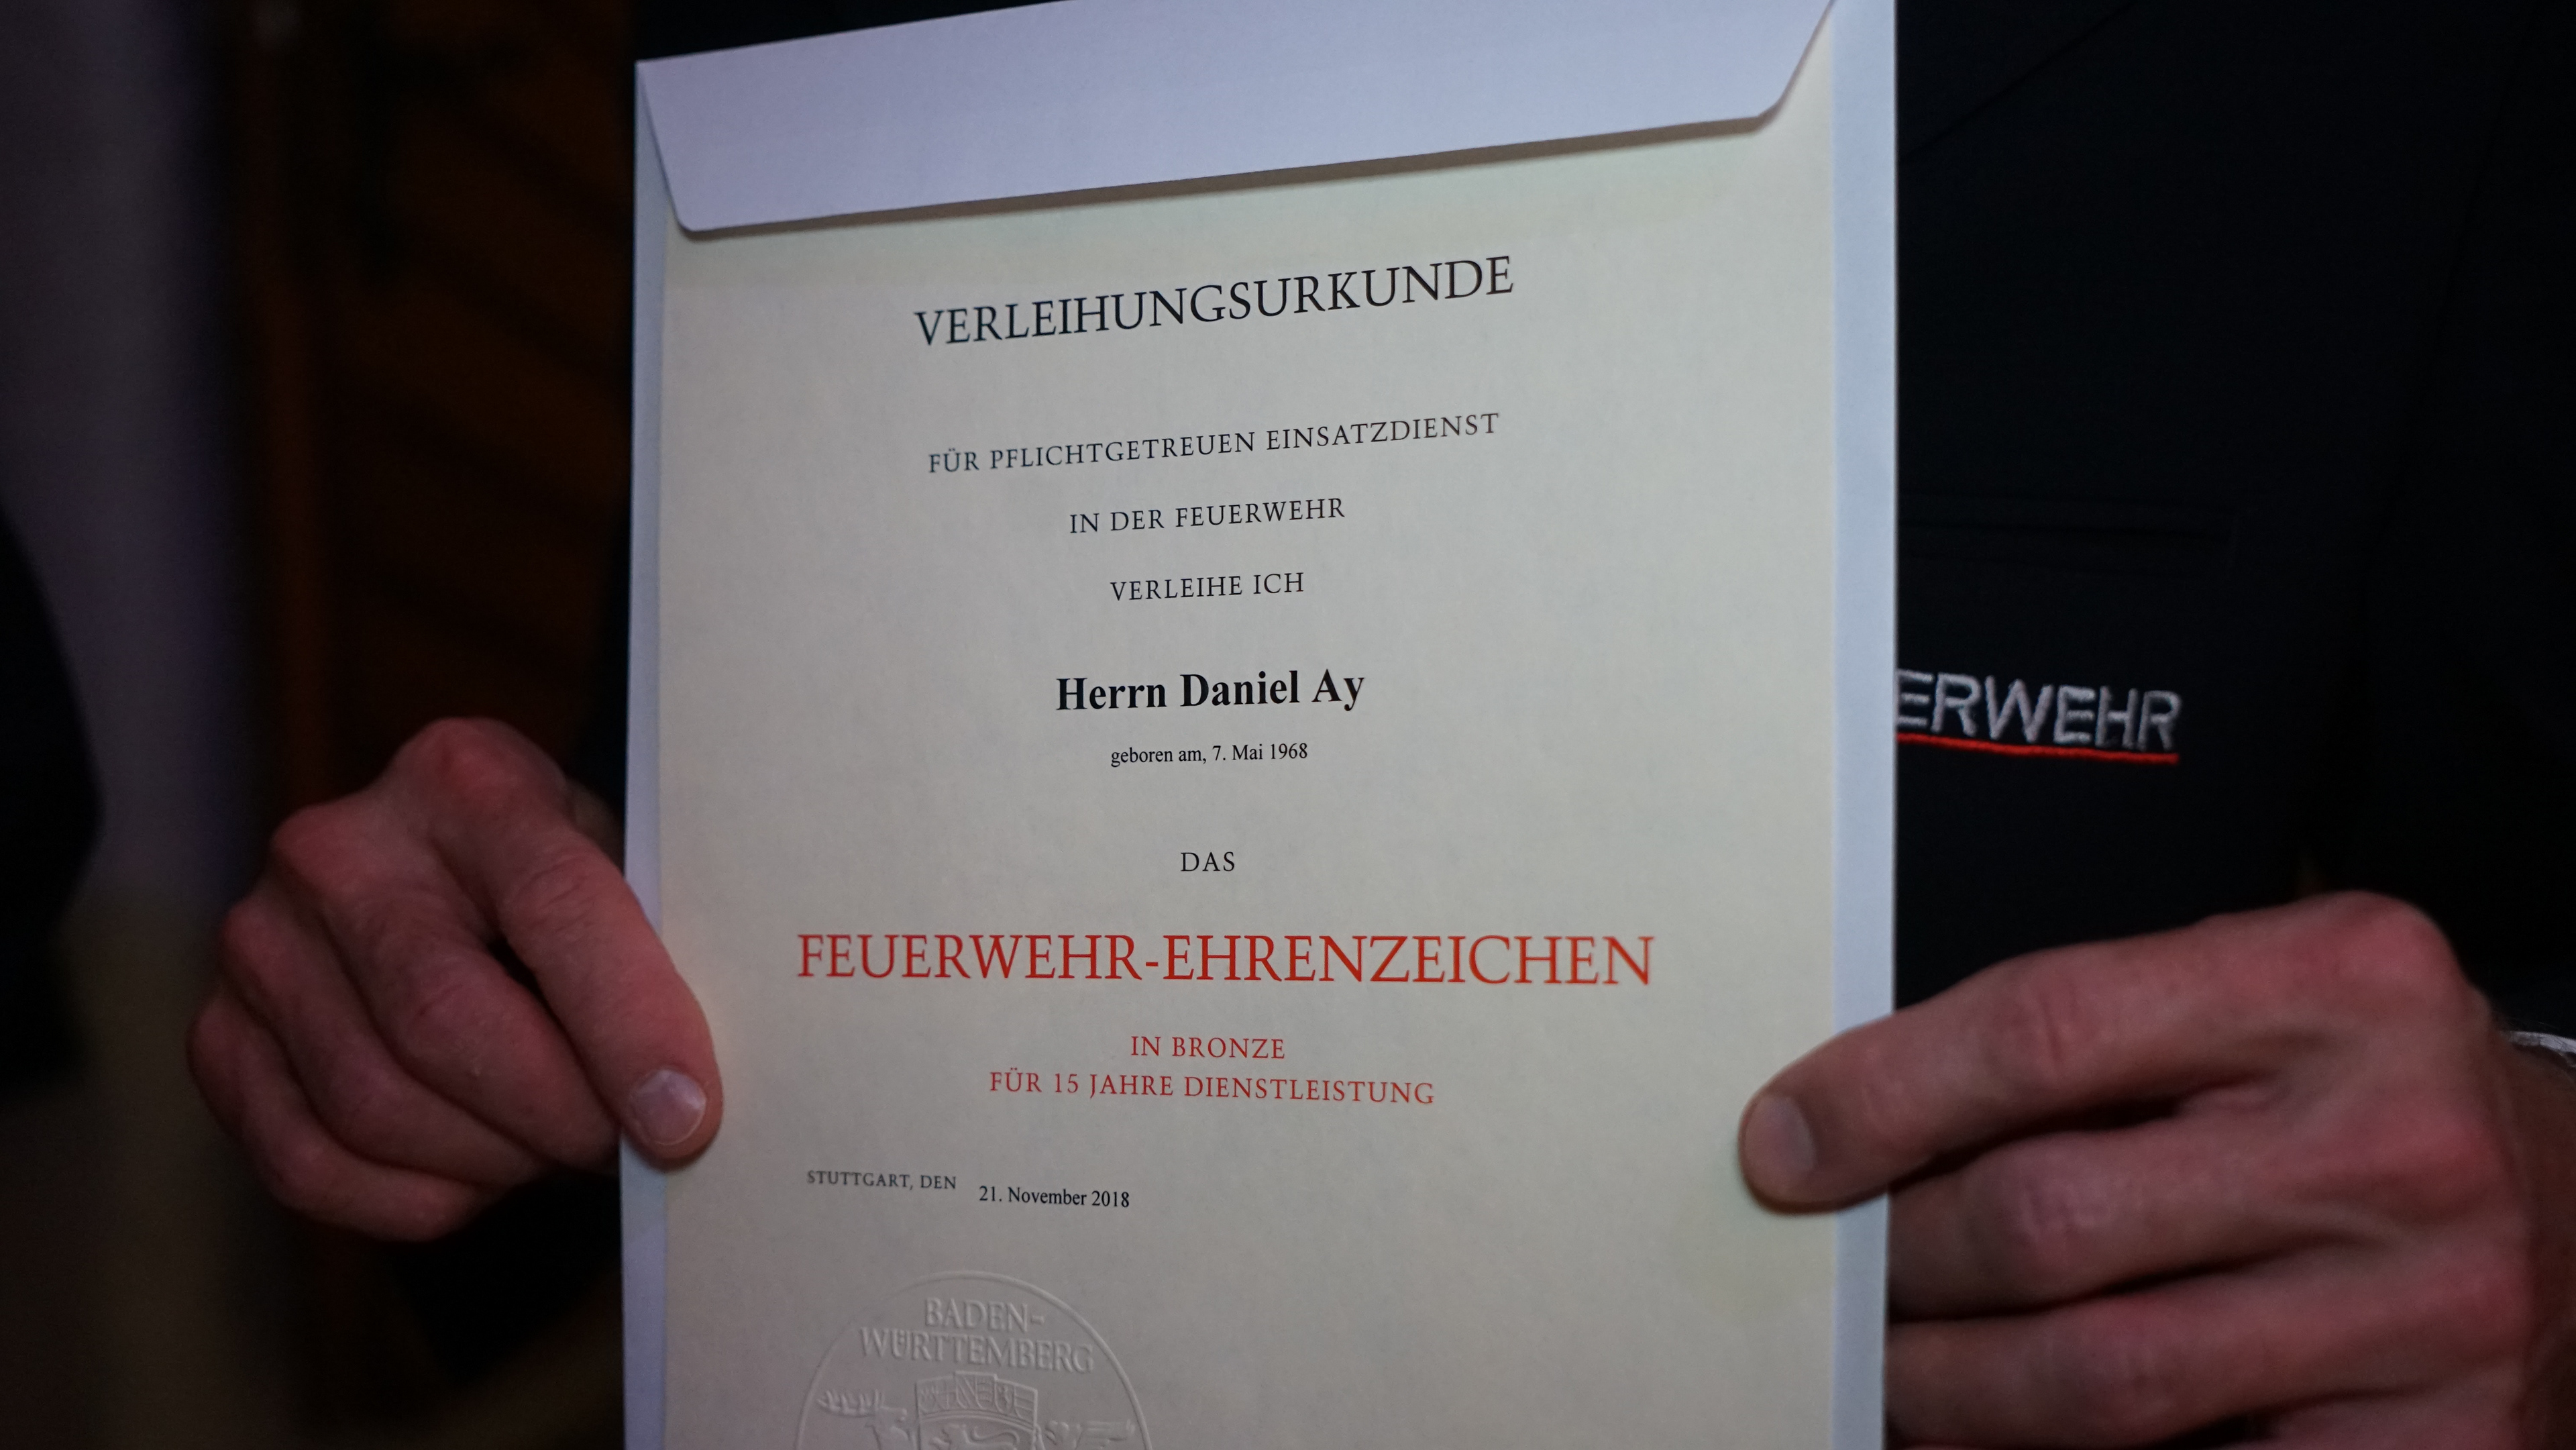 VERLEIHUNGSURKUNDE
FÜR PFLICHTGETREUEN EINSATZDIENST
IN DER FEUERWEHR
VERLEIHE ICH
Herrn Daniel Ay
geboren am, 7. Mai 1968
DAS
FEUERWEHR-EHRENZEICHEN
IN BRONZE
FÜR 15 JAHRE DIENSTLEISTUNG
STUTTGART, DEN 21. November 2018
BADEN-
WÜRTTEMBERG
ERWEHR